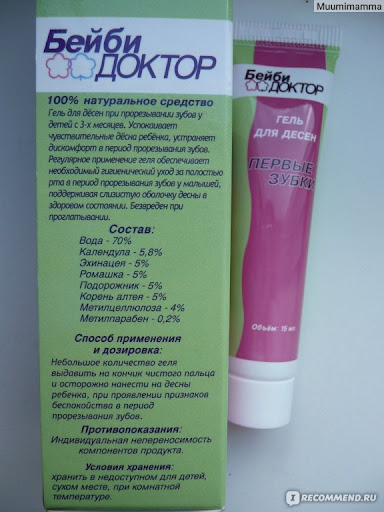 Muumimamma
Бейби
ДОКТОР
100% натуральное средство
Гель для дёсен при прорезывании зубов у
детей с 3-х месяцев. Успокаивает
чувствительные дёсна ребёнка, устраняет
дискомфорт в период прорезывания зубов.
Регулярное применение геля обеспечивает
необходимый гигиенический уход за полостью
рта в период прорезывания зубов у малышей,
поддерживая слизистую оболочку десны в
здоровом состоянии. Безвреден при
проглатывании.
Состав:
Вода - 70%
Календула - 5,8%
Эхинацея - 5%
Ромашка - 5%
Подорожник - 5%
Корень алтея - 5%
Метилцеллюлоза - 4%
Метилпарабен - 0,2%
Способ применения
и дозировка:
Небольшое количество геля
выдавить на кончик чистого пальца
и осторожно нанести на десны
ребенка, при проявлении признаков
беспокойства в период
прорезывания зубов.
Противопоказания:
Индивидуальная непереносимость
компонентов продукта.
Условия хранения:
хранить в недоступном для детей,
сухом месте, при комнатной
температуре.
Бейби
ДОКТОР
ГЕЛЬ
ДЛЯ ДЕСЕН
ПЕРВЫЕ
ЗУБКИ
Объём: 15 мл
IRECOMMEND.RU